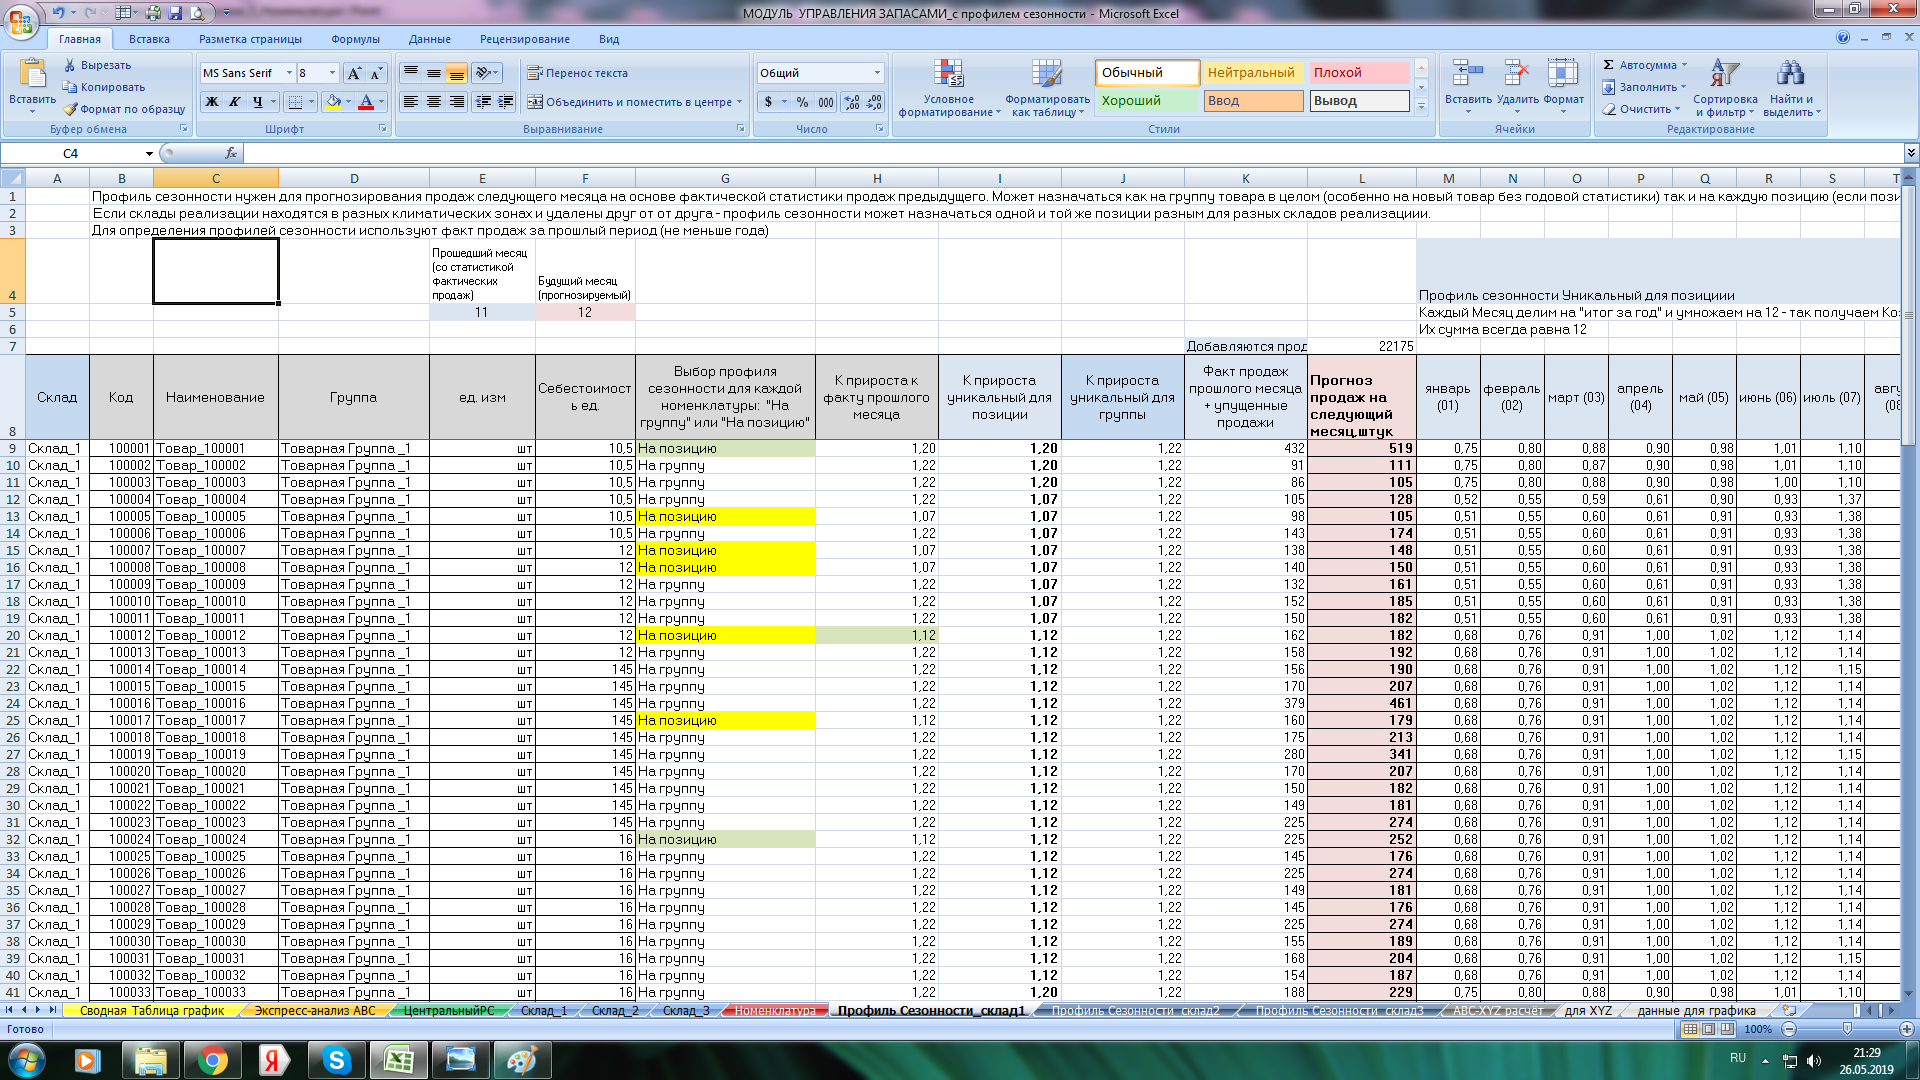 МОДУЛЬ УПРАВЛЕНИЯ ЗАПАСАМИ_с профилем сезонности - Microsoft Excel
Главная Вставка Разметка страницы Формулы Данные Рецензирование Вид
Вставить Вырезать Копировать Формат по образцу Буфер обмена
MS Sans Serif 8 Ж К Ч Шрифт
Перенос текста Объединить и поместить в центре Выравнивание
Общий $ % 000 Число
Условное форматирование Форматировать как таблицу Обычный Нейтральный Плохой Хороший Ввод Вывод Стили
Вставить Удалить Формат Ячейки
Σ Автосумма Заполнить Очистить Сортировка и фильтр Найти и выделить Редактирование
C4 fx
A B C D E F G H I J K L M N O P Q R S T
1 Профиль сезонности нужен для прогнозирования продаж следующего месяца на основе фактической статистики продаж предыдущего. Может назначаться как на группу товара в целом (особенно на новый товар без годовой статистики) так и на каждую позицию (если пози
2 Если склады реализации находятся в разных климатических зонах и удалены друг от от друга - профиль сезонности может назначаться одной и той же позиции разным для разных складов реализациии.
3 Для определения профилей сезонности используют факт продаж за прошлый период (не меньше года)
4 Прошедший месяц (со статистикой фактических продаж) Будущий месяц (прогнозируемый) Профиль сезонности Уникальный для позициии
5 11 12 Каждый Месяц делим на "итог за год" и умножаем на 12 - так получаем Ко
6 Их сумма всегда равна 12
7 Добавляются прод 22175
8 Склад Код Наименование Группа ед. изм Себестоимость ед. Выбор профиля сезонности для каждой номенклатуры: "На группу" или "На позицию" К прироста к факту прошлого месяца К прироста уникальный для позиции К прироста уникальный для группы Факт продаж прошлого месяца + упущенные продажи Прогноз продаж на следующий месяц,штук январь (01) февраль (02) март (03) апрель (04) май (05) июнь (06) июль (07) авгу (08
9 Склад_1 100001 Товар_100001 Товарная Группа _1 шт 10,5 На позицию 1,20 1,20 1,22 432 519 0,75 0,80 0,88 0,90 0,98 1,01 1,10
10 Склад_1 100002 Товар_100002 Товарная Группа _1 шт 10,5 На группу 1,22 1,20 1,22 91 111 0,75 0,80 0,87 0,90 0,98 1,01 1,10
11 Склад_1 100003 Товар_100003 Товарная Группа _1 шт 10,5 На группу 1,22 1,20 1,22 86 105 0,75 0,80 0,88 0,90 0,98 1,00 1,10
12 Склад_1 100004 Товар_100004 Товарная Группа _1 шт 10,5 На группу 1,22 1,07 1,22 105 128 0,52 0,55 0,59 0,61 0,90 0,93 1,37
13 Склад_1 100005 Товар_100005 Товарная Группа _1 шт 10,5 На позицию 1,07 1,07 1,22 98 105 0,51 0,55 0,60 0,61 0,91 0,93 1,38
14 Склад_1 100006 Товар_100006 Товарная Группа _1 шт 10,5 На группу 1,22 1,07 1,22 143 174 0,51 0,55 0,60 0,61 0,91 0,93 1,38
15 Склад_1 100007 Товар_100007 Товарная Группа _1 шт 12 На позицию 1,07 1,07 1,22 138 148 0,51 0,55 0,60 0,61 0,91 0,93 1,38
16 Склад_1 100008 Товар_100008 Товарная Группа _1 шт 12 На позицию 1,07 1,07 1,22 140 150 0,51 0,55 0,60 0,61 0,91 0,93 1,38
17 Склад_1 100009 Товар_100009 Товарная Группа _1 шт 12 На группу 1,22 1,07 1,22 132 161 0,51 0,55 0,60 0,61 0,91 0,93 1,38
18 Склад_1 100010 Товар_100010 Товарная Группа _1 шт 12 На группу 1,22 1,07 1,22 152 185 0,51 0,55 0,60 0,61 0,91 0,93 1,38
19 Склад_1 100011 Товар_100011 Товарная Группа _1 шт 12 На группу 1,22 1,07 1,22 150 182 0,51 0,55 0,60 0,61 0,91 0,93 1,38
20 Склад_1 100012 Товар_100012 Товарная Группа _1 шт 12 На позицию 1,12 1,12 1,22 162 182 0,68 0,76 0,91 1,00 1,02 1,12 1,14
21 Склад_1 100013 Товар_100013 Товарная Группа _1 шт 12 На группу 1,22 1,12 1,22 158 192 0,68 0,76 0,91 1,00 1,02 1,12 1,14
22 Склад_1 100014 Товар_100014 Товарная Группа _1 шт 145 На группу 1,22 1,12 1,22 156 190 0,68 0,76 0,91 1,00 1,02 1,12 1,15
23 Склад_1 100015 Товар_100015 Товарная Группа _1 шт 145 На группу 1,22 1,12 1,22 170 207 0,68 0,76 0,91 1,00 1,02 1,12 1,14
24 Склад_1 100016 Товар_100016 Товарная Группа _1 шт 145 На группу 1,22 1,12 1,22 379 461 0,68 0,76 0,91 1,00 1,02 1,12 1,14
25 Склад_1 100017 Товар_100017 Товарная Группа _1 шт 145 На позицию 1,12 1,12 1,22 160 179 0,68 0,76 0,91 1,00 1,02 1,12 1,14
26 Склад_1 100018 Товар_100018 Товарная Группа _1 шт 145 На группу 1,22 1,12 1,22 175 213 0,68 0,76 0,91 1,00 1,02 1,12 1,14
27 Склад_1 100019 Товар_100019 Товарная Группа _1 шт 145 На группу 1,22 1,12 1,22 280 341 0,68 0,76 0,91 1,00 1,02 1,12 1,15
28 Склад_1 100020 Товар_100020 Товарная Группа _1 шт 145 На группу 1,22 1,12 1,22 170 207 0,68 0,76 0,91 1,00 1,02 1,12 1,14
29 Склад_1 100021 Товар_100021 Товарная Группа _1 шт 145 На группу 1,22 1,12 1,22 150 182 0,68 0,76 0,91 1,00 1,02 1,12 1,14
30 Склад_1 100022 Товар_100022 Товарная Группа _1 шт 145 На группу 1,22 1,12 1,22 149 181 0,68 0,76 0,91 1,00 1,02 1,12 1,14
31 Склад_1 100023 Товар_100023 Товарная Группа _1 шт 145 На группу 1,22 1,12 1,22 225 274 0,68 0,76 0,91 1,00 1,02 1,12 1,14
32 Склад_1 100024 Товар_100024 Товарная Группа _1 шт 16 На позицию 1,12 1,12 1,22 225 252 0,68 0,76 0,91 1,00 1,02 1,12 1,14
33 Склад_1 100025 Товар_100025 Товарная Группа _1 шт 16 На группу 1,22 1,12 1,22 145 176 0,68 0,76 0,91 1,00 1,02 1,12 1,14
34 Склад_1 100026 Товар_100026 Товарная Группа _1 шт 16 На группу 1,22 1,12 1,22 225 274 0,68 0,76 0,91 1,00 1,02 1,12 1,14
35 Склад_1 100027 Товар_100027 Товарная Группа _1 шт 16 На группу 1,22 1,12 1,22 149 181 0,68 0,76 0,91 1,00 1,02 1,12 1,14
36 Склад_1 100028 Товар_100028 Товарная Группа _1 шт 16 На группу 1,22 1,12 1,22 145 176 0,68 0,76 0,91 1,00 1,02 1,12 1,14
37 Склад_1 100029 Товар_100029 Товарная Группа _1 шт 16 На группу 1,22 1,12 1,22 225 274 0,68 0,76 0,91 1,00 1,02 1,12 1,14
38 Склад_1 100030 Товар_100030 Товарная Группа _1 шт 16 На группу 1,22 1,12 1,22 155 189 0,68 0,76 0,91 1,00 1,02 1,12 1,14
39 Склад_1 100031 Товар_100031 Товарная Группа _1 шт 16 На группу 1,22 1,12 1,22 168 204 0,68 0,76 0,91 1,00 1,02 1,12 1,15
40 Склад_1 100032 Товар_100032 Товарная Группа _1 шт 16 На группу 1,22 1,12 1,22 154 187 0,68 0,76 0,91 1,00 1,02 1,12 1,14
41 Склад_1 100033 Товар_100033 Товарная Группа _1 шт 16 На группу 1,22 1,20 1,22 188 229 0,75 0,80 0,88 0,90 0,98 1,01 1,10
Сводная Таблица график Экспресс-анализ АВС ЦентральныйРС Склад_1 Склад_2 Склад_3 Номенклатура Профиль Сезонности_склад1 Профиль Сезонности_склад2 Профиль Сезонности_склад3 АВС-XYZ расчет для XYZ данные для графика
Готово 100%
RU 21:29
26.05.2019